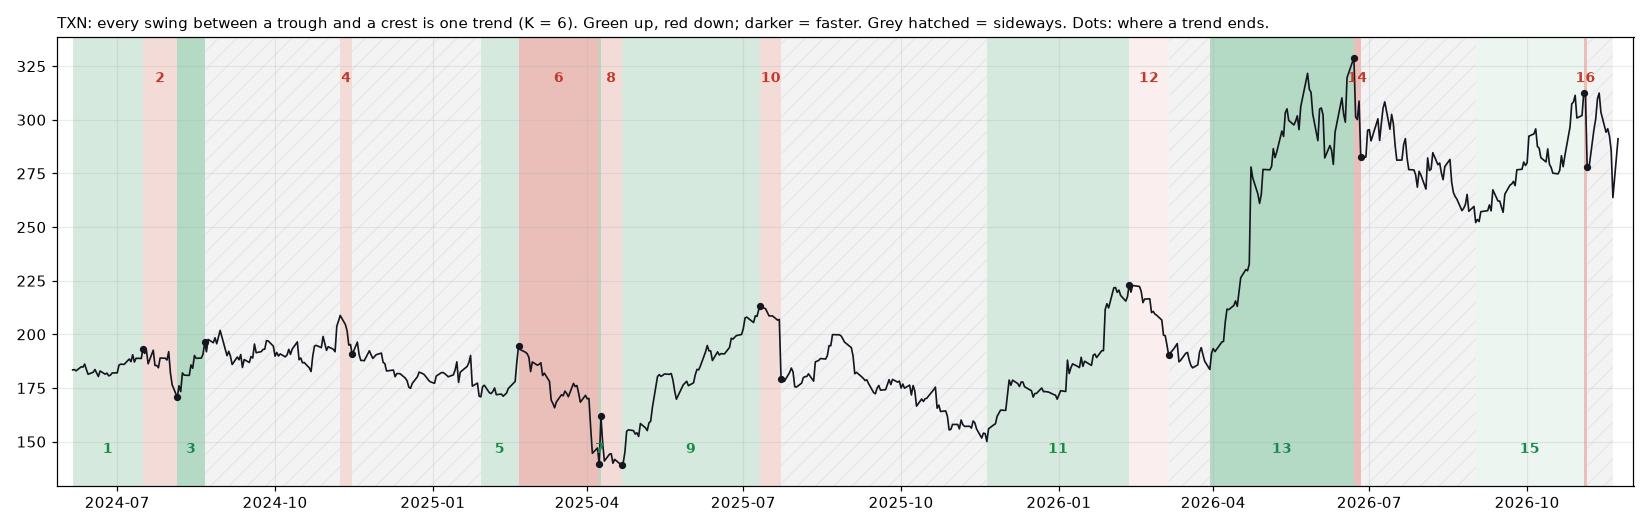 TXN: every swing between a trough and a crest is one trend (K = 6). Green up, red down; darker = faster. Grey hatched = sideways. Dots: where a trend ends.
325
300
275
250
225
200
175
150
2 4 6 8 10 12 14 16
1 3 5 7 9 11 13 15
2024-07 2024-10 2025-01 2025-04 2025-07 2025-10 2026-01 2026-04 2026-07 2026-10